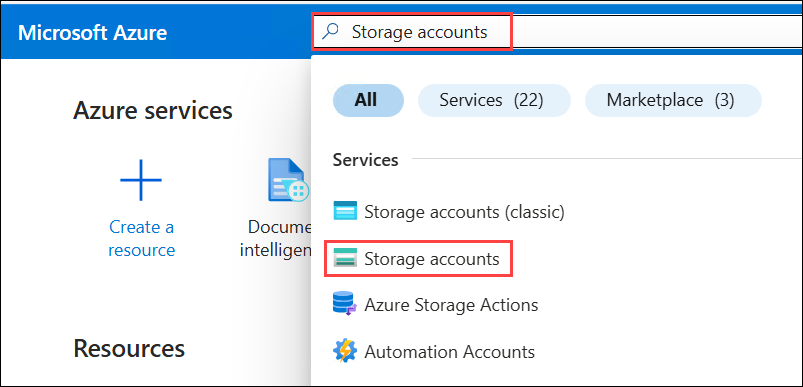 Microsoft Azure
Storage accounts
Azure services
Create a
resource
Docume
intelligen
All
Services (22)
Marketplace (3)
Services
Storage accounts (classic)
Storage accounts
Azure Storage Actions
Automation Accounts
Resources